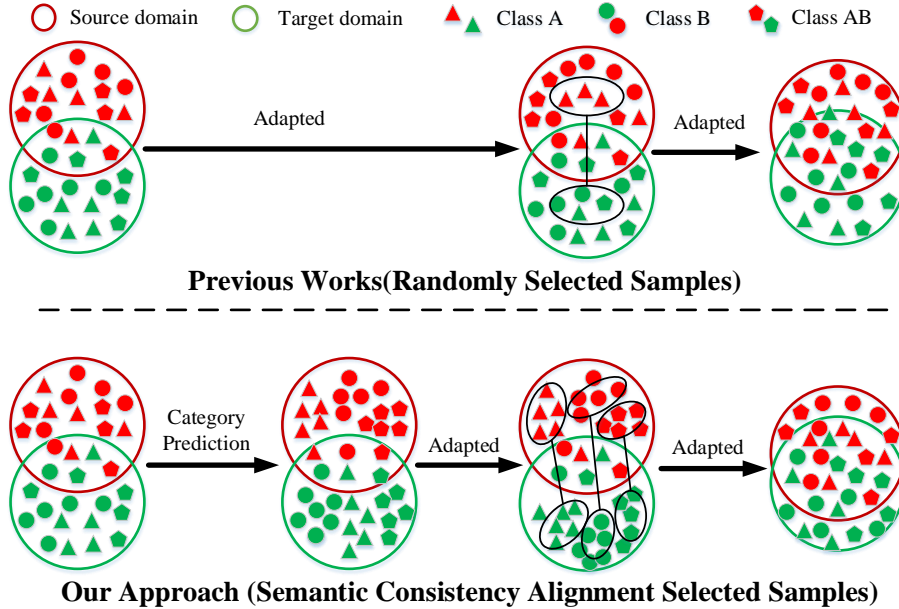 Source domain Target domain Class A Class B Class AB
Adapted Adapted
Previous Works(Randomly Selected Samples)
Category
Prediction Adapted Adapted
Our Approach (Semantic Consistency Alignment Selected Samples)